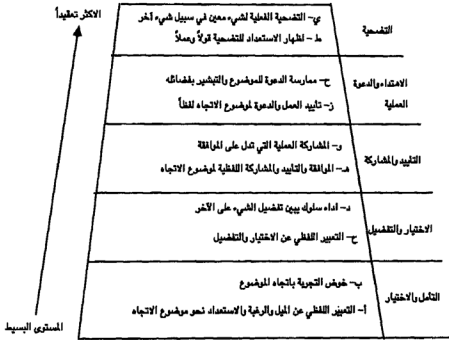 الاكثر تعقيداً
التضحية
ي- التضحية الفعلية لشيء معين في سبيل شيء آخر
ط- اظهار الاستعداد للتضحية قولاً وعملاً
الاهتداء والدعوة
العملية
ح- ممارسة الدعوة للموضوع والتبشير بفضائله
ز- تأييد العمل والدعوة لموضوع الاتجاه لفظاً
التأييد والمشاركة
و- المشاركة العملية التي تدل على الموافقة
هـ- الموافقة والتاييد والمشاركة اللفظية لموضوع الاتجاه
الاختيار والتفضيل
د- اداء سلوك يبين تفضيل الشيء على الآخر
ح- التعبير اللفظي عن الاختيار والتفضيل
التأمل والاختيار
ب- خوض التجربة باتجاه الموضوع
أ- التعبير اللفظي عن الميل والرغبة والاستعداد نحو موضوع الاتجاه
المستوى البسيط